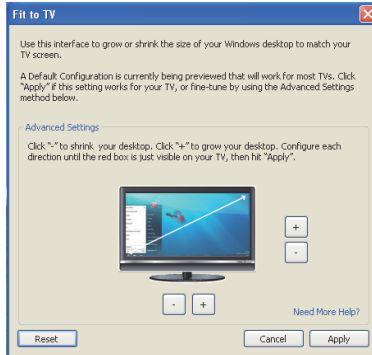 Fit to TV
Use this interface to grow or shrink the size of your Windows desktop to match your
TV screen.
A Default Configuration is currently being previewed that will work for most TVs. Click
"Apply" if this setting works for your TV, or fine-tune by using the Advanced Settings
method below.
Advanced Settings
Click "-" to shrink your desktop. Click "+" to grow your desktop. Configure each
direction until the red box is just visible on your TV, then hit "Apply".
+
-
- +
Need More Help?
Reset Cancel Apply